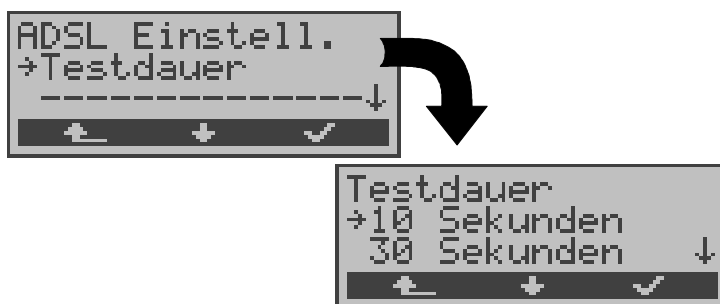 ADSL Einstell.
→Testdauer
---------------↓
Testdauer
→10 Sekunden
30 Sekunden ↓